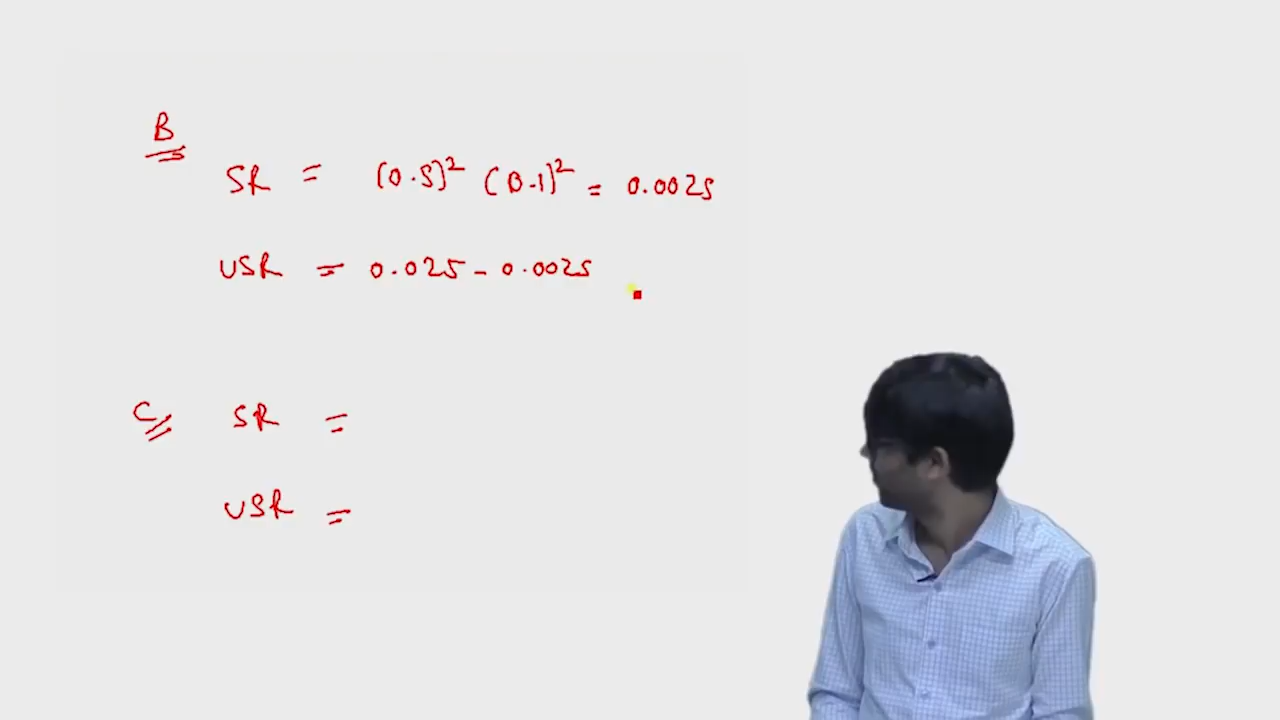 B
SR = (0.5)² (0.1)² = 0.0025
USR = 0.025 - 0.0025
C SR =
USR =